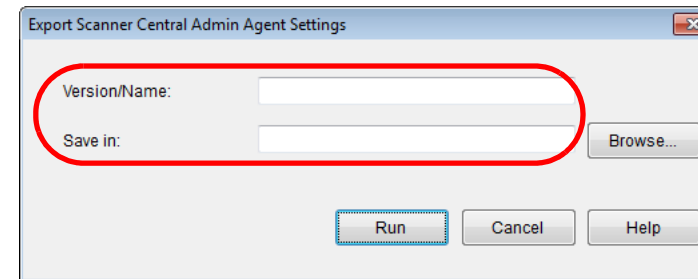 Export Scanner Central Admin Agent Settings
Version/Name:
Save in:
Browse...
Run
Cancel
Help